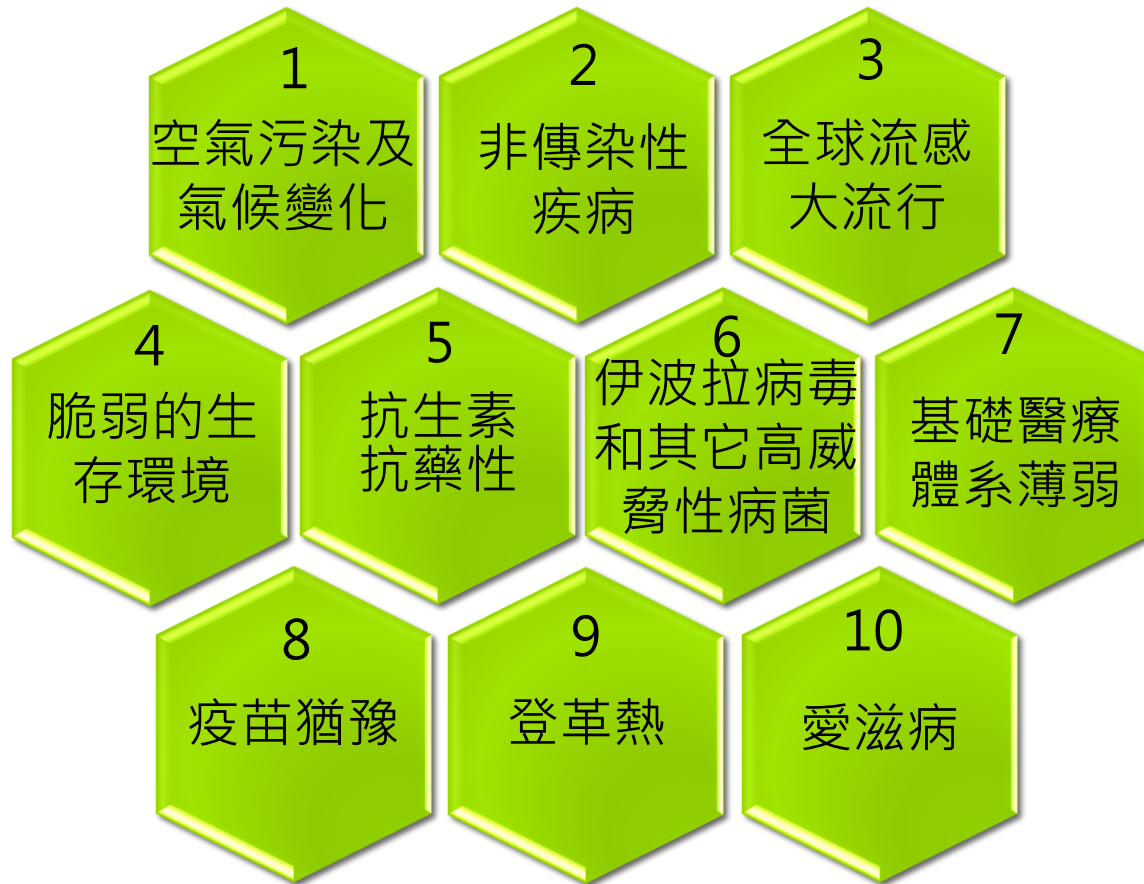 1
空氣污染及
氣候變化
2
非傳染性
疾病
3
全球流感
大流行
4
脆弱的生
存環境
5
抗生素
抗藥性
6
伊波拉病毒
和其它高威
脅性病菌
7
基礎醫療
體系薄弱
8
疫苗猶豫
9
登革熱
10
愛滋病